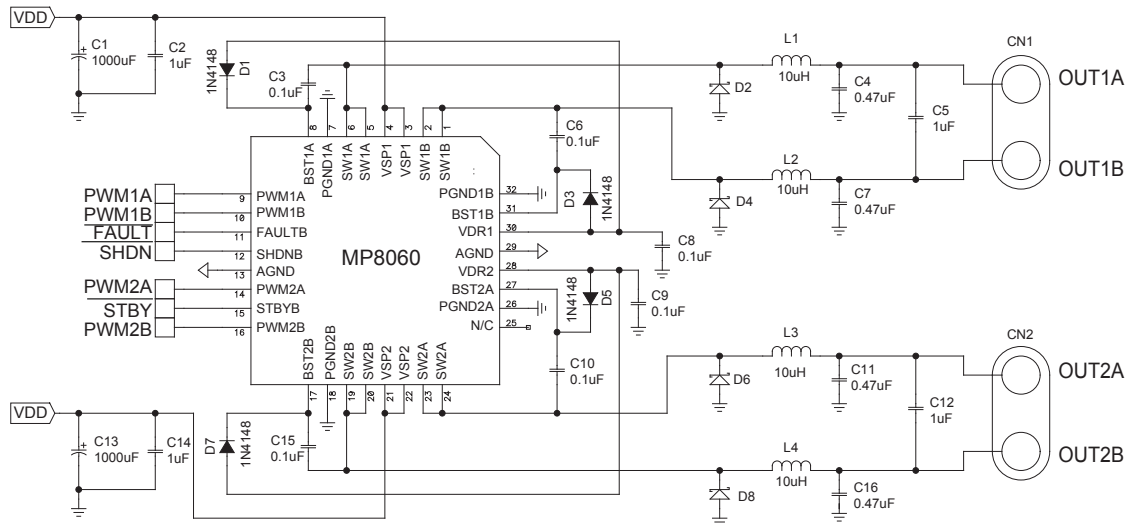 VDD
C1
1000uF
C2
1uF
1N4148
D1
C3
0.1uF
L1
10uH
D2
C4
0.47uF
C5
1uF
CN1
OUT1A
OUT1B
C6
0.1uF
L2
10uH
D4
C7
0.47uF
8
7
6
5
4
3
2
1
BST1A
PGND1A
SW1A
SW1A
VSP1
VSP1
SW1B
SW1B
PWM1A
9
PWM1A
PWM1B
10
PWM1B
FAULT
11
FAULTB
SHDN
12
SHDNB
13
AGND
PWM2A
14
PWM2A
STBY
15
STBYB
PWM2B
16
PWM2B
MP8060
PGND1B
32
BST1B
31
VDR1
30
AGND
29
VDR2
28
BST2A
27
PGND2A
26
N/C
25
D3
1N4148
C8
0.1uF
1N4148
D5
C9
0.1uF
C10
0.1uF
BST2B
PGND2B
SW2B
SW2B
VSP2
VSP2
SW2A
SW2A
17
18
19
20
21
22
23
24
L3
10uH
D6
C11
0.47uF
C12
1uF
CN2
OUT2A
OUT2B
VDD
C13
1000uF
C14
1uF
D7
1N4148
C15
0.1uF
L4
10uH
D8
C16
0.47uF